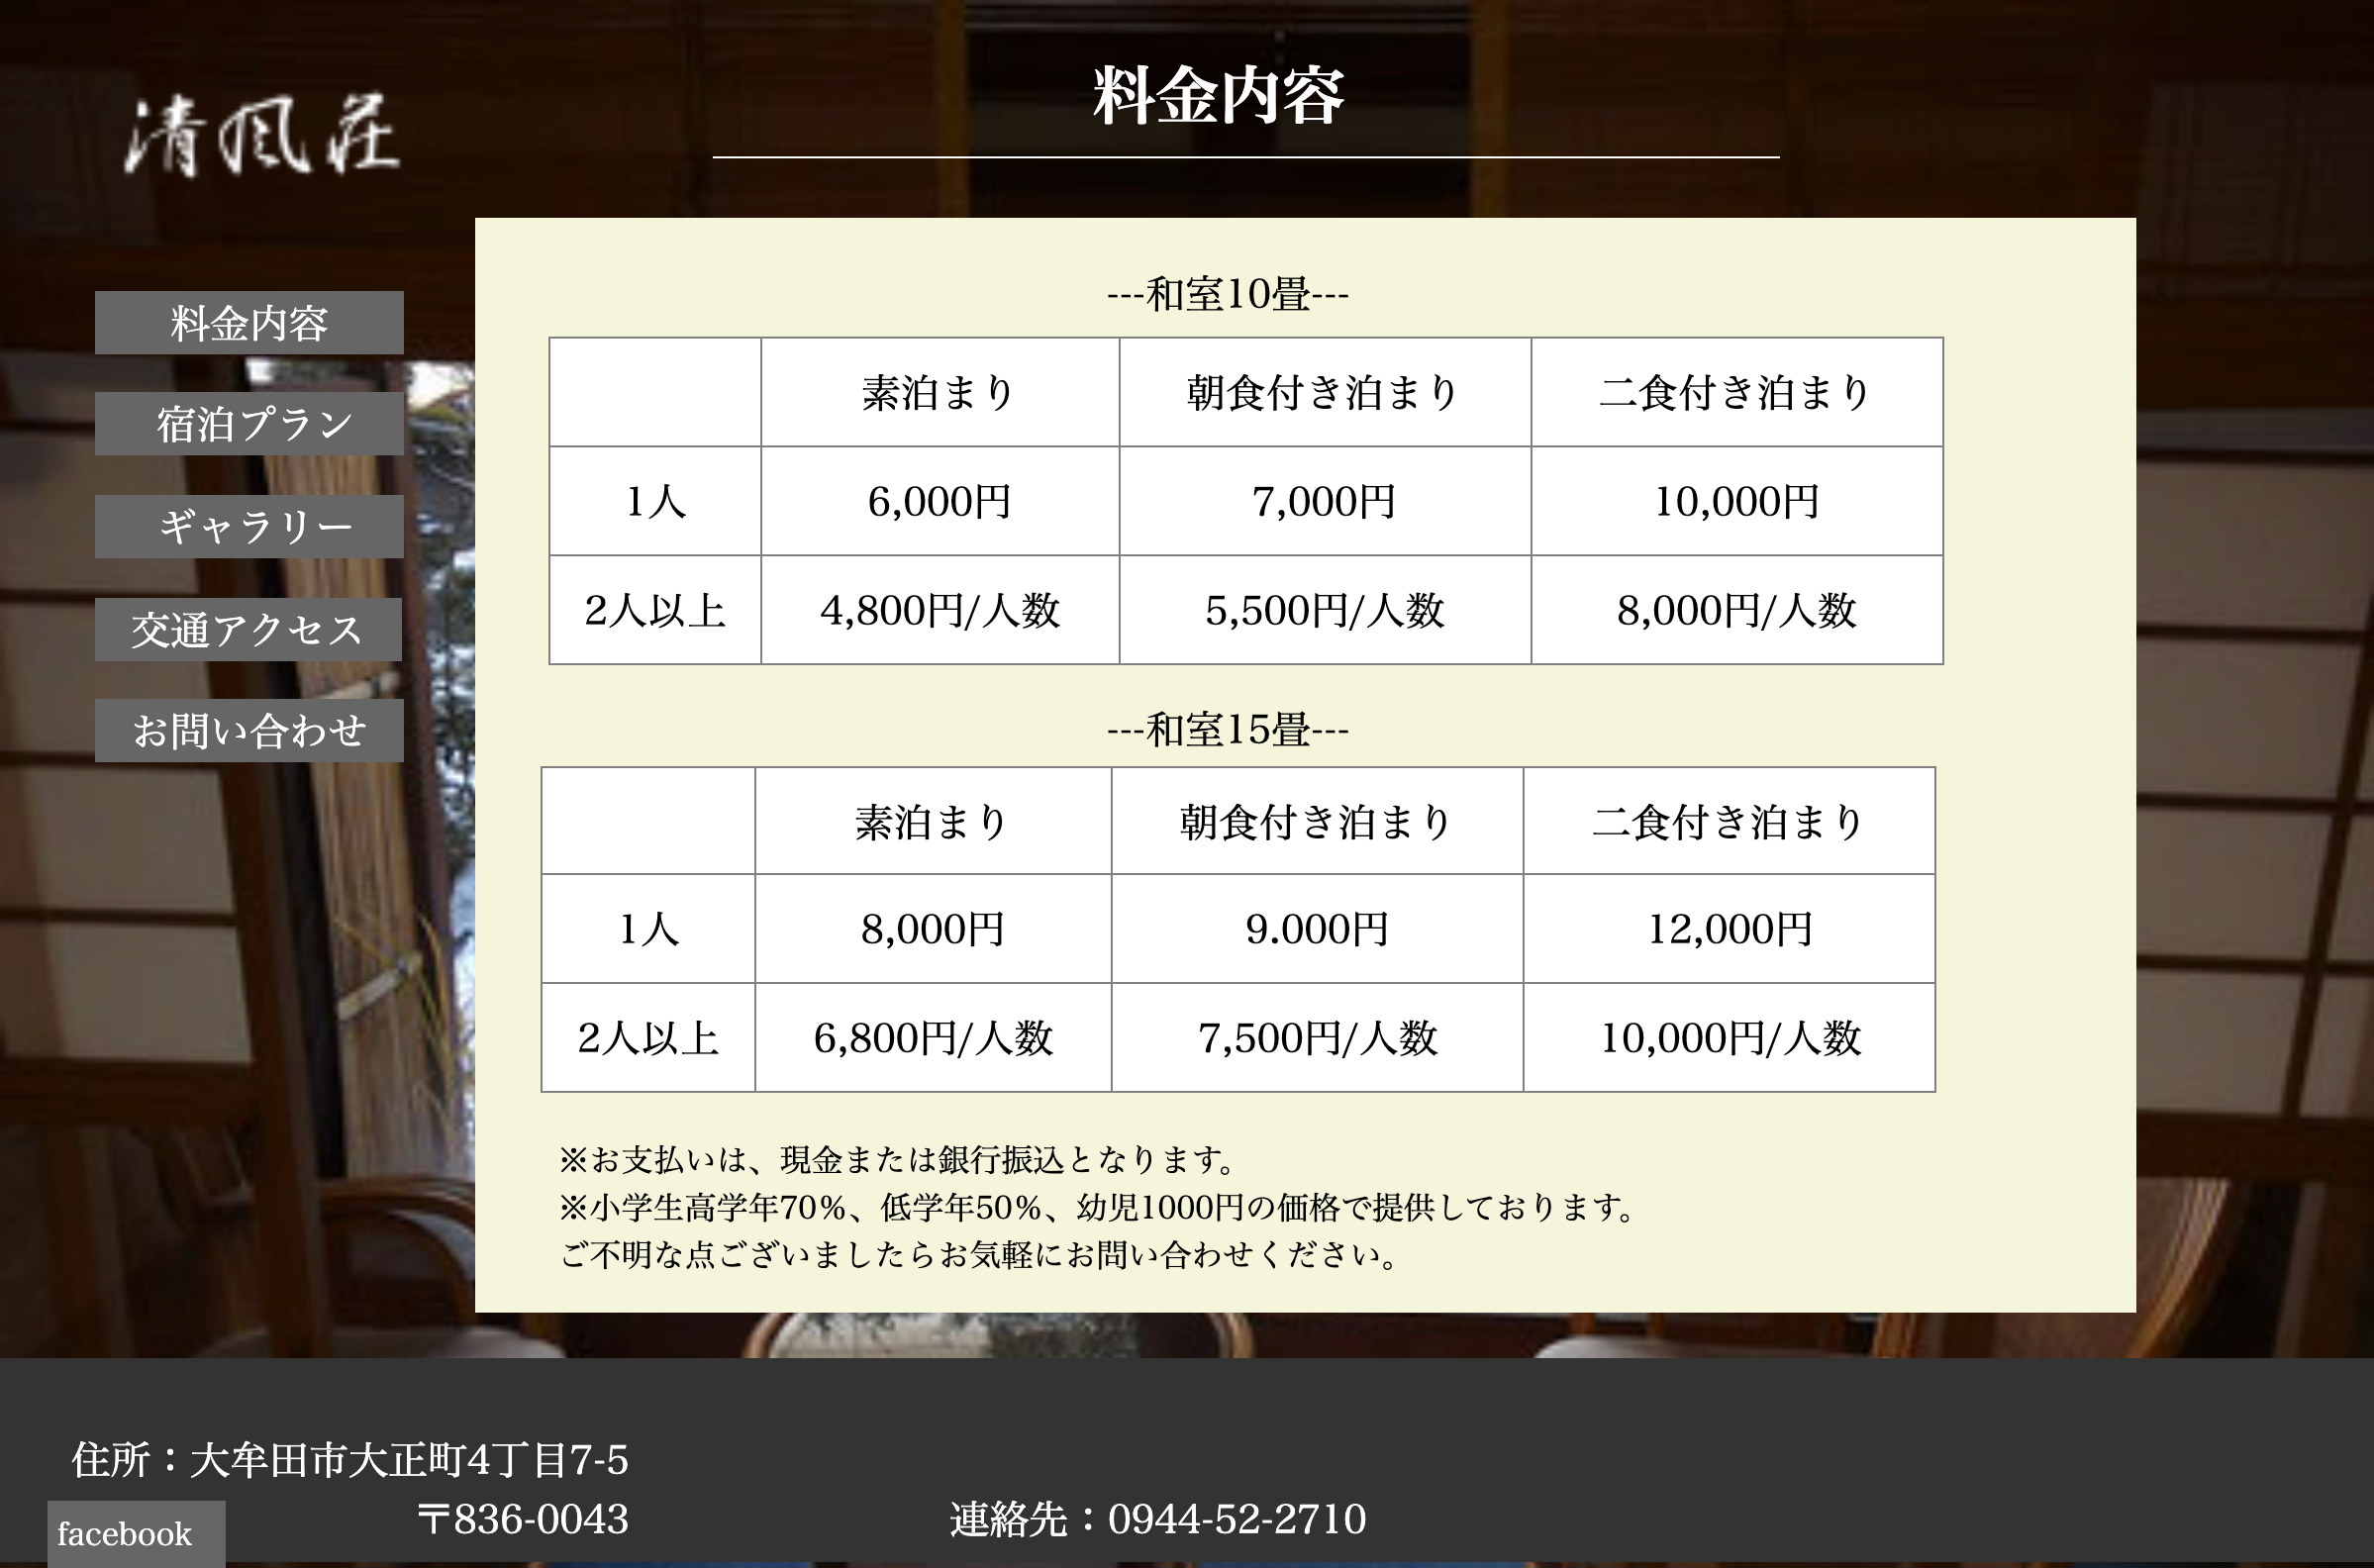 清風荘
料金内容
料金内容
宿泊プラン
ギャラリー
交通アクセス
お問い合わせ
---和室10畳---
素泊まり 朝食付き泊まり 二食付き泊まり
1人 6,000円 7,000円 10,000円
2人以上 4,800円/人数 5,500円/人数 8,000円/人数
---和室15畳---
素泊まり 朝食付き泊まり 二食付き泊まり
1人 8,000円 9.000円 12,000円
2人以上 6,800円/人数 7,500円/人数 10,000円/人数
※お支払いは、現金または銀行振込となります。
※小学生高学年70%、低学年50%、幼児1000円の価格で提供しております。
ご不明な点ございましたらお気軽にお問い合わせください。
住所：大牟田市大正町4丁目7-5
〒836-0043 連絡先：0944-52-2710
facebook